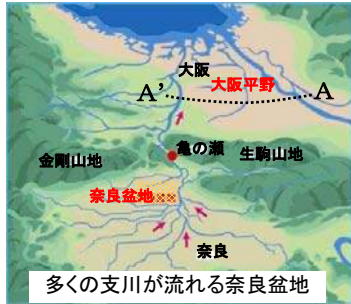 大阪
大阪平野
A’
A
亀の瀬
金剛山地
生駒山地
奈良盆地
奈良
多くの支川が流れる奈良盆地